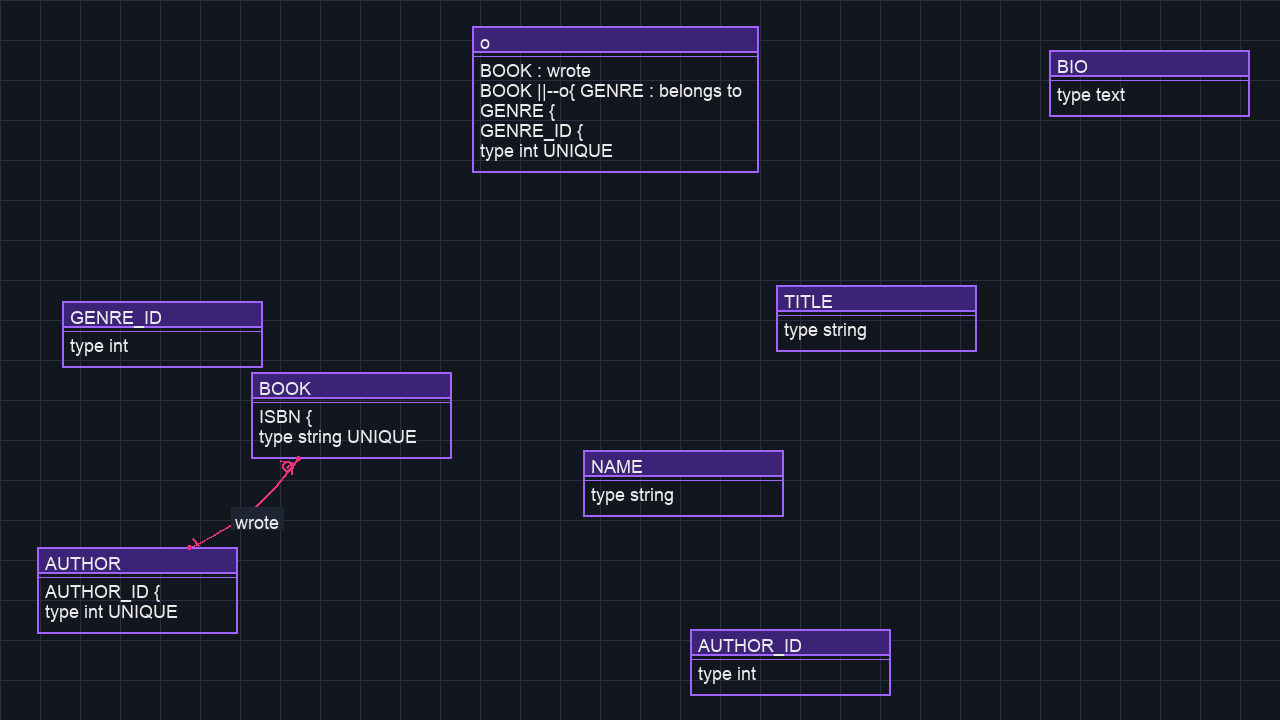 o
BOOK : wrote
BOOK ||--o{ GENRE : belongs to
GENRE {
GENRE_ID {
type int UNIQUE
BIO
type text
GENRE_ID
type int
TITLE
type string
BOOK
ISBN {
type string UNIQUE
NAME
type string
wrote
AUTHOR
AUTHOR_ID {
type int UNIQUE
AUTHOR_ID
type int